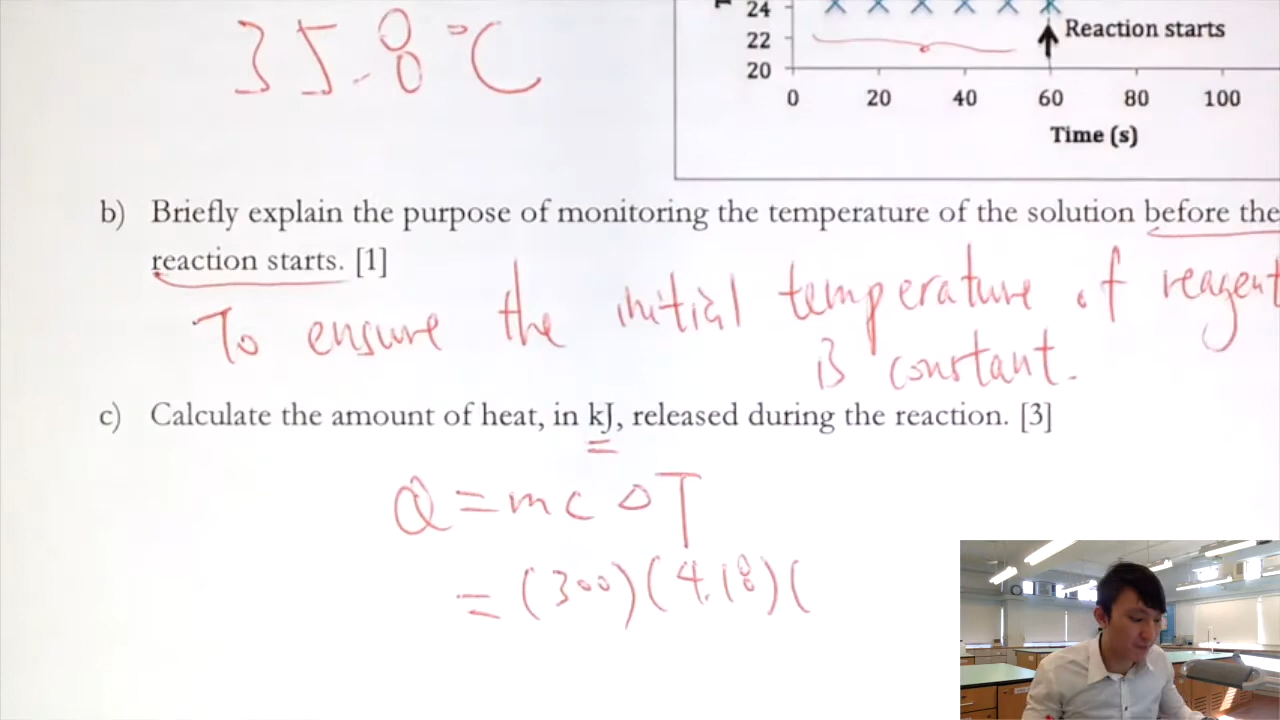 35.8°C
24
22
20
Reaction starts
0 20 40 60 80 100
Time (s)
b) Briefly explain the purpose of monitoring the temperature of the solution before the
reaction starts. [1]
To ensure the initial temperature of reagent
is constant.
c) Calculate the amount of heat, in kJ, released during the reaction. [3]
Q = mc△T
= (300)(4.18)(